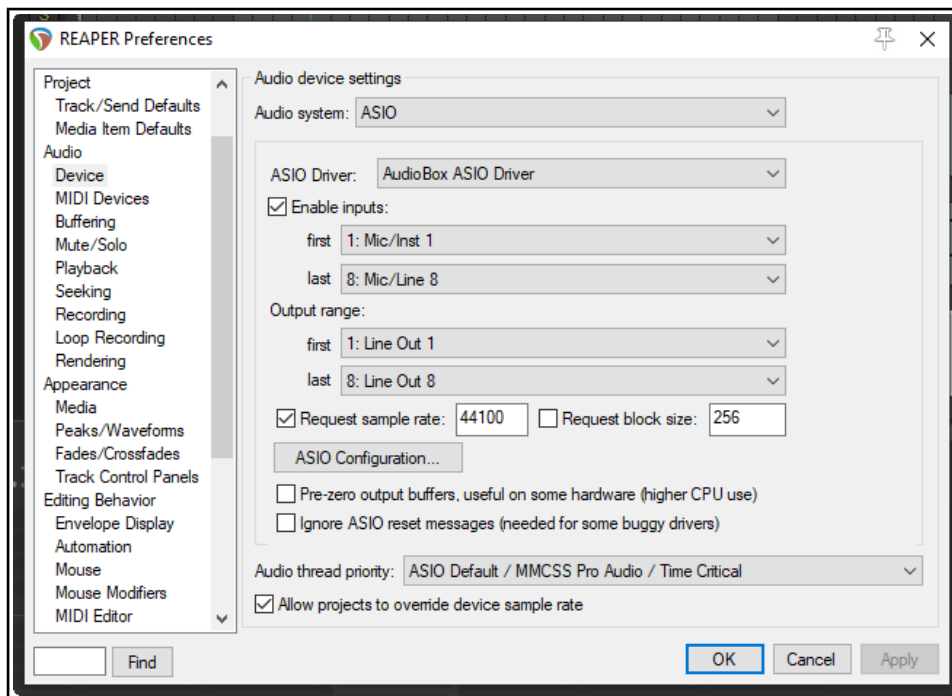 REAPER Preferences
Project
Track/Send Defaults
Media Item Defaults
Audio
Device
MIDI Devices
Buffering
Mute/Solo
Playback
Seeking
Recording
Loop Recording
Rendering
Appearance
Media
Peaks/Waveforms
Fades/Crossfades
Track Control Panels
Editing Behavior
Envelope Display
Automation
Mouse
Mouse Modifiers
MIDI Editor
Find
Audio device settings
Audio system: ASIO
ASIO Driver: AudioBox ASIO Driver
Enable inputs:
first 1: Mic/Inst 1
last 8: Mic/Line 8
Output range:
first 1: Line Out 1
last 8: Line Out 8
Request sample rate: 44100 Request block size: 256
ASIO Configuration...
Pre-zero output buffers, useful on some hardware (higher CPU use)
Ignore ASIO reset messages (needed for some buggy drivers)
Audio thread priority: ASIO Default / MMCSS Pro Audio / Time Critical
Allow projects to override device sample rate
OK Cancel Apply